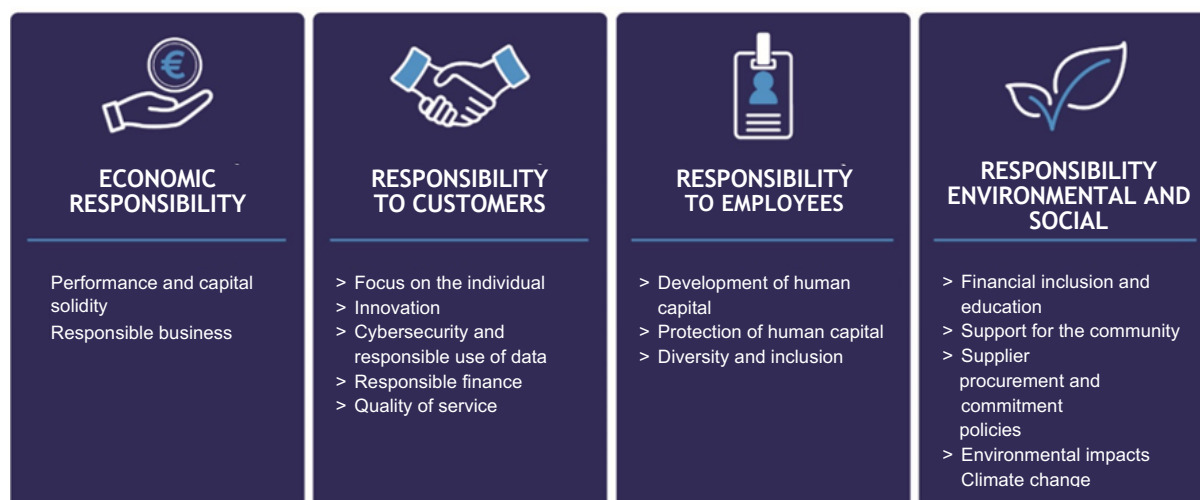 €
ECONOMIC
RESPONSIBILITY
Performance and capital
solidity
Responsible business
RESPONSIBILITY
TO CUSTOMERS
> Focus on the individual
> Innovation
> Cybersecurity and
responsible use of data
> Responsible finance
> Quality of service
RESPONSIBILITY
TO EMPLOYEES
> Development of human
capital
> Protection of human capital
> Diversity and inclusion
RESPONSIBILITY
ENVIRONMENTAL AND
SOCIAL
> Financial inclusion and
education
> Support for the community
> Supplier
procurement and
commitment
policies
> Environmental impacts
Climate change